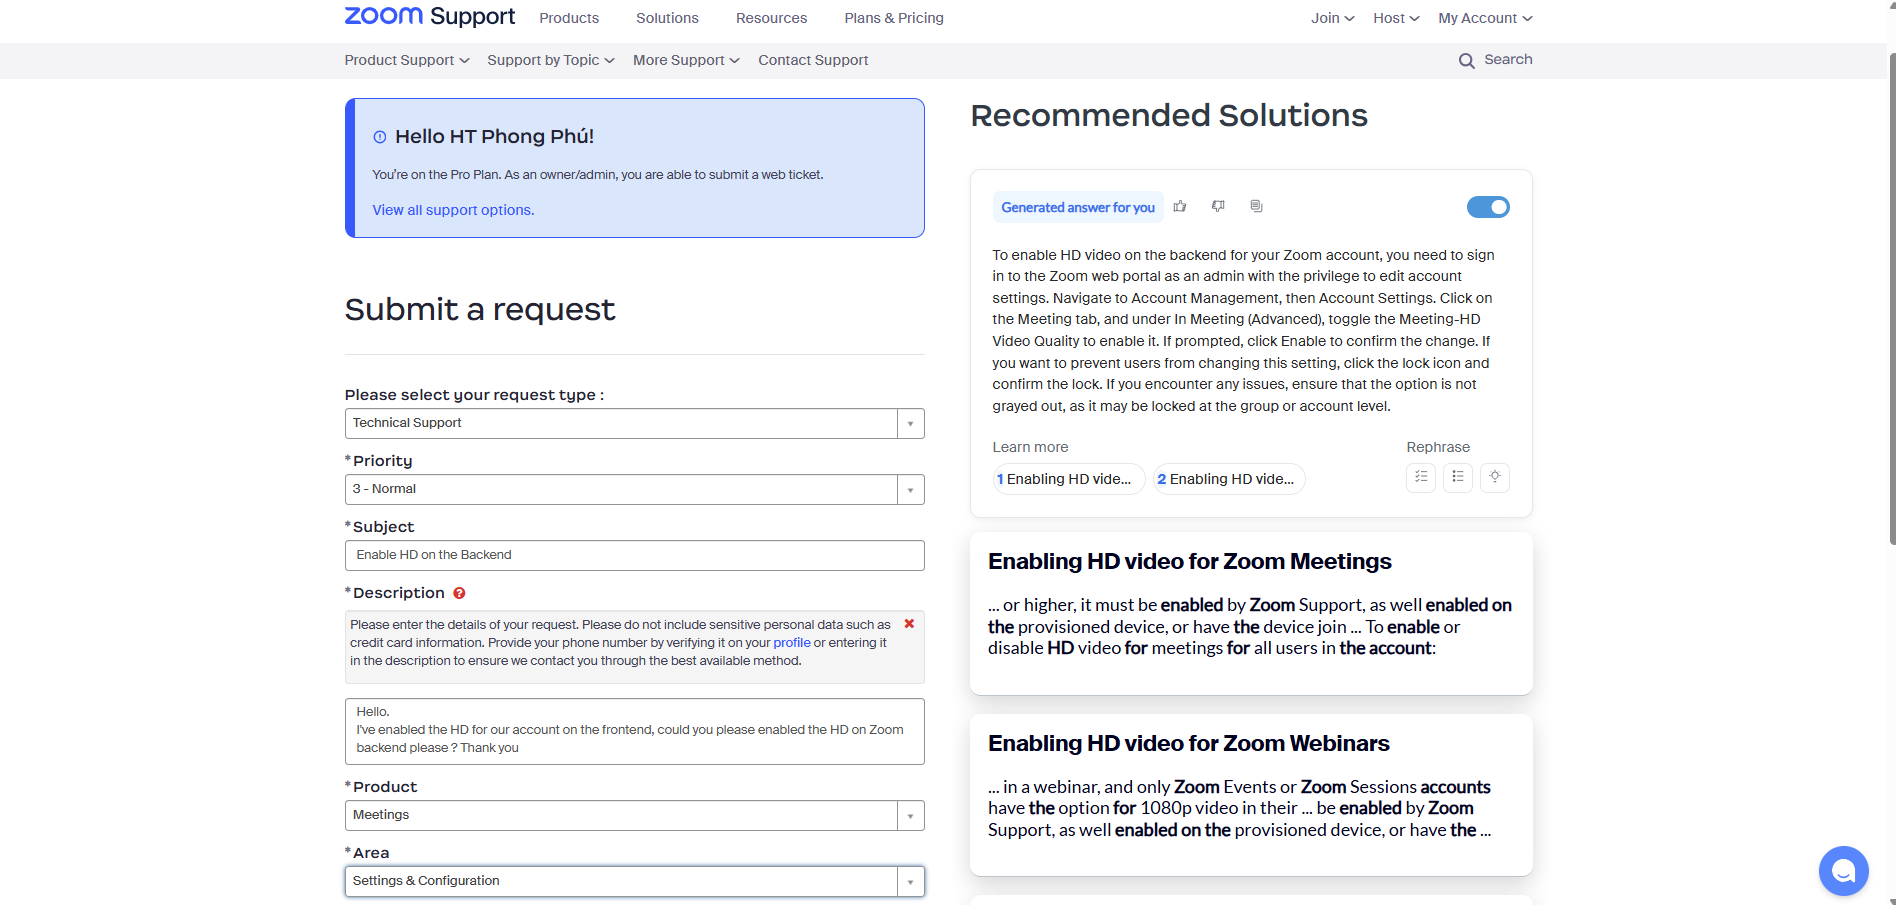 zoom Support Products Solutions Resources Plans & Pricing Join Host My Account
Product Support Support by Topic More Support Contact Support Search
Hello HT Phong Phú!
You're on the Pro Plan. As an owner/admin, you are able to submit a web ticket.
View all support options.
Submit a request
Please select your request type :
Technical Support
*Priority
3 - Normal
*Subject
Enable HD on the Backend
*Description ?
Please enter the details of your request. Please do not include sensitive personal data such as
credit card information. Provide your phone number by verifying it on your profile or entering it
in the description to ensure we contact you through the best available method.
Hello.
I've enabled the HD for our account on the frontend, could you please enabled the HD on Zoom
backend please ? Thank you
*Product
Meetings
*Area
Settings & Configuration
Recommended Solutions
Generated answer for you
To enable HD video on the backend for your Zoom account, you need to sign
in to the Zoom web portal as an admin with the privilege to edit account
settings. Navigate to Account Management, then Account Settings. Click on
the Meeting tab, and under In Meeting (Advanced), toggle the Meeting-HD
Video Quality to enable it. If prompted, click Enable to confirm the change. If
you want to prevent users from changing this setting, click the lock icon and
confirm the lock. If you encounter any issues, ensure that the option is not
grayed out, as it may be locked at the group or account level.
Learn more Rephrase
1 Enabling HD vide... 2 Enabling HD vide...
Enabling HD video for Zoom Meetings
... or higher, it must be enabled by Zoom Support, as well enabled on
the provisioned device, or have the device join ... To enable or
disable HD video for meetings for all users in the account:
Enabling HD video for Zoom Webinars
... in a webinar, and only Zoom Events or Zoom Sessions accounts
have the option for 1080p video in their ... be enabled by Zoom
Support, as well enabled on the provisioned device, or have the ...